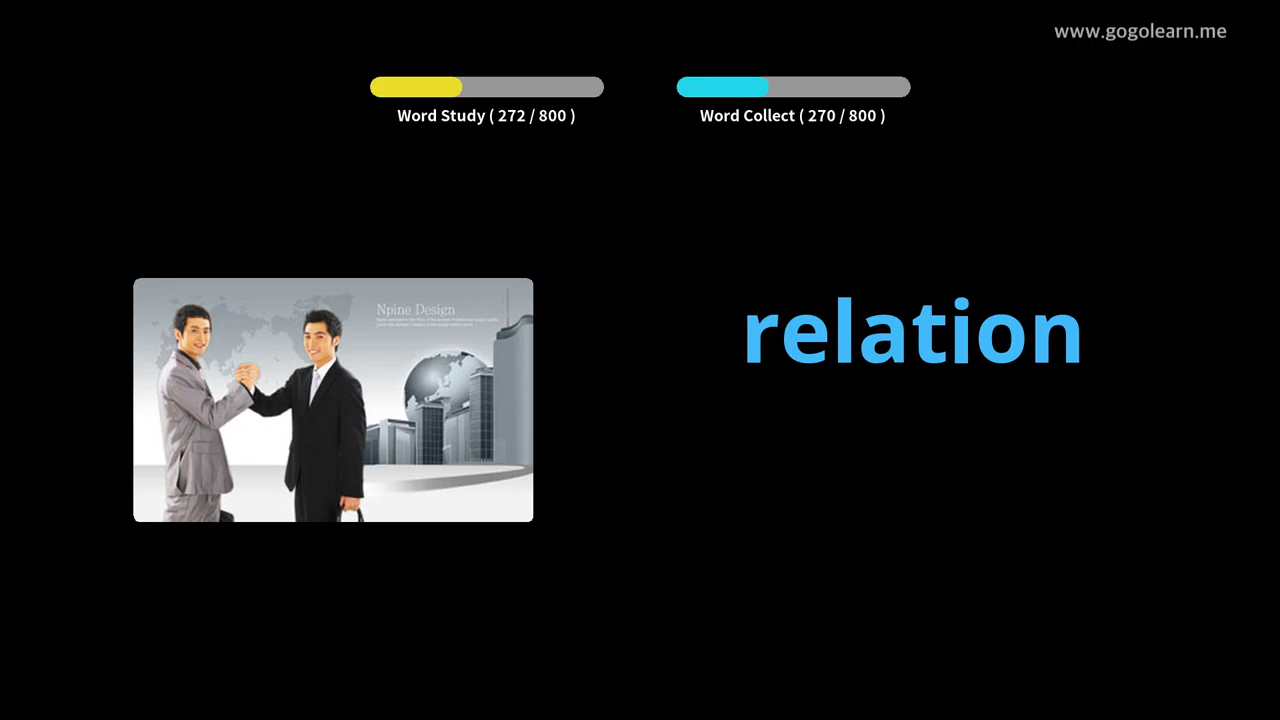 www.gogolearn.me
Word Study ( 272 / 800 )
Word Collect ( 270 / 800 )
Npine Design
relation